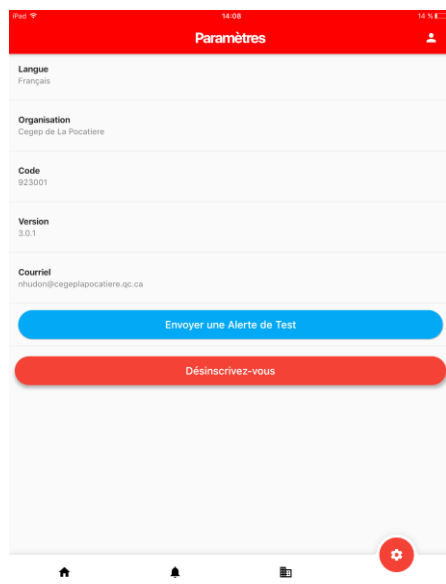 iPad 14:08 14 %
Paramètres
Langue
Français
Organisation
Cegep de La Pocatiere
Code
923001
Version
3.0.1
Courriel
nhudon@cegeplapocatiere.qc.ca
Envoyer une Alerte de Test
Désinscrivez-vous